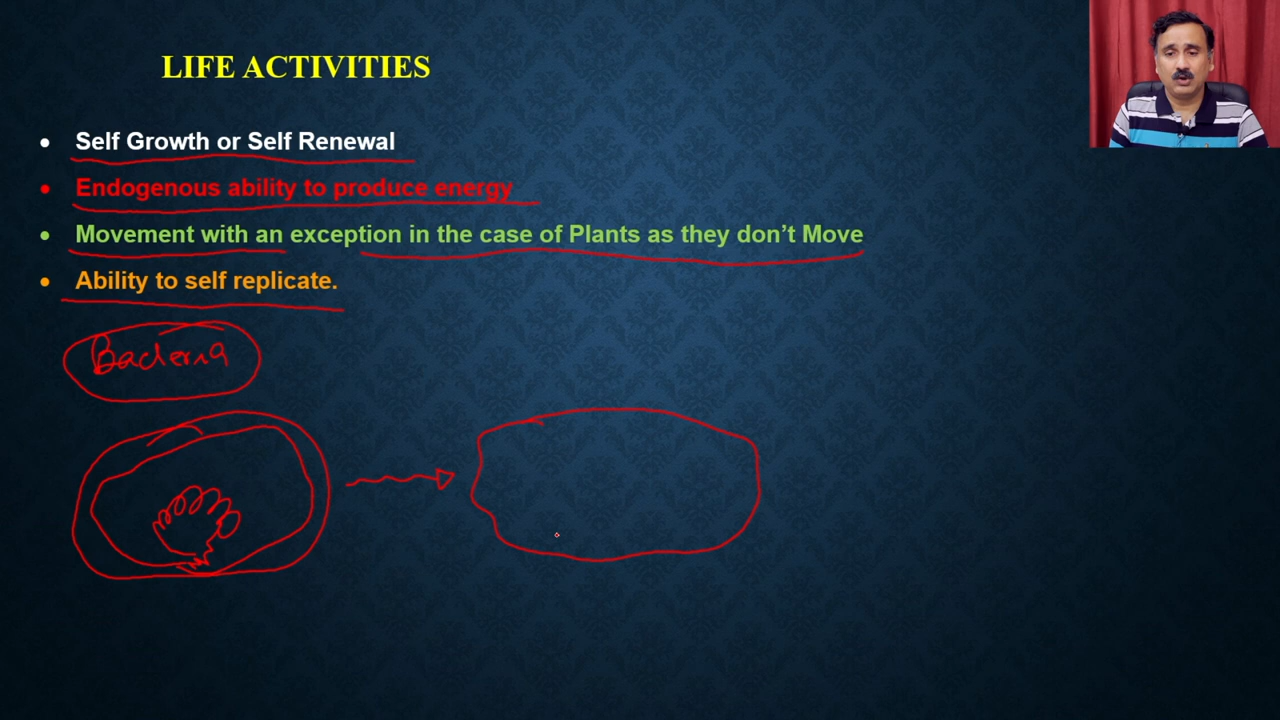 LIFE ACTIVITIES
• Self Growth or Self Renewal
• Endogenous ability to produce energy
• Movement with an exception in the case of Plants as they don’t Move
• Ability to self replicate.
Bacteria